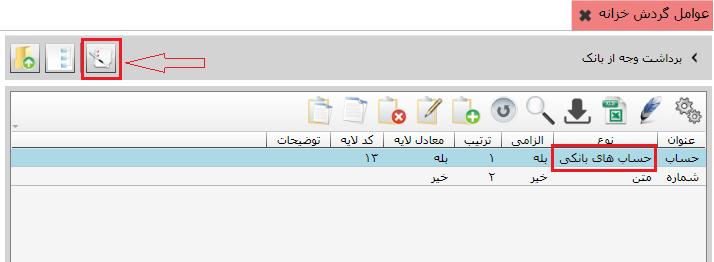 عوامل گردش خزانه
برداشت وجه از بانک
عنوان نوع الزامی ترتیب معادل لایه کد لایه توضیحات
حساب حساب های بانکی بله ۱ بله ۱۳
شماره متن خیر ۲ خیر